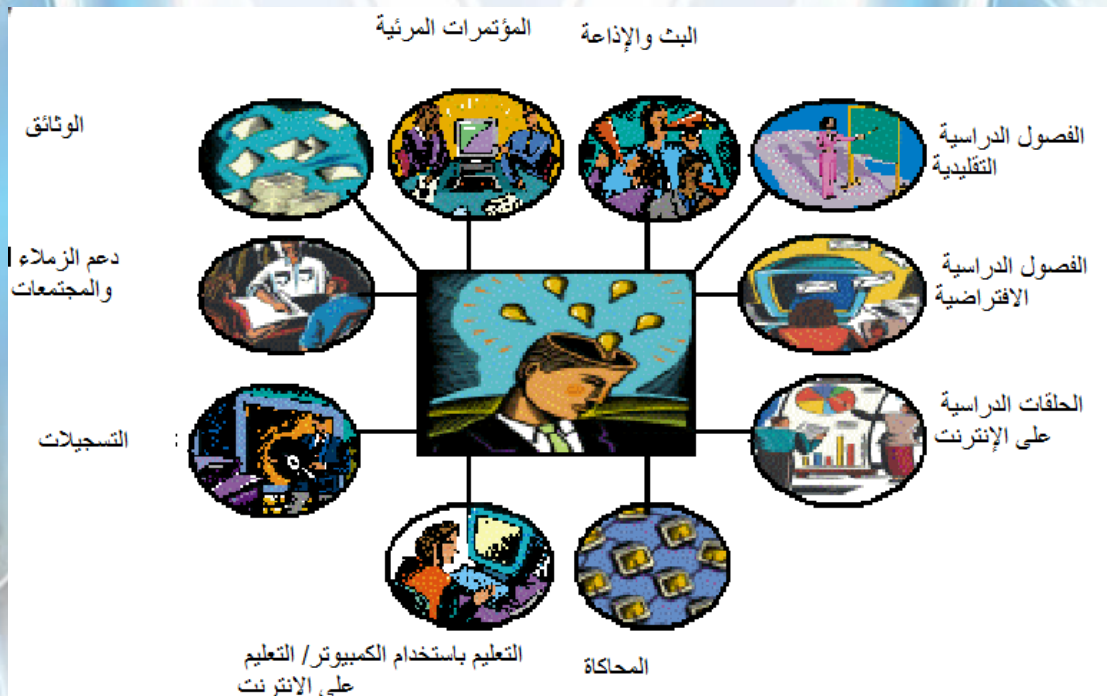 المؤتمرات المرئية
البث والإذاعة
الوثائق
الفصول الدراسية
التقليدية
دعم الزملاء
والمجتمعات
الفصول الدراسية
الافتراضية
التسجيلات :
الحلقات الدراسية
على الإنترنت
التعليم باستخدام الكمبيوتر/ التعليم
على الإنترنت
المحاكاة